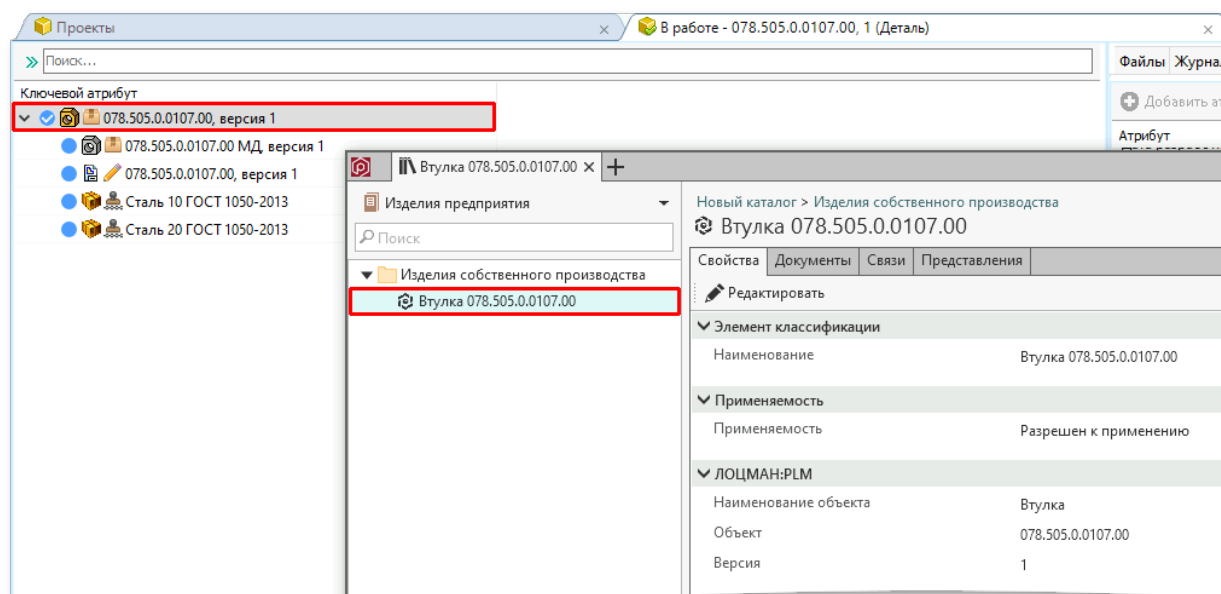 Проекты
В работе - 078.505.0.0107.00, 1 (Деталь)
Поиск...
Файлы Журна
Добавить ат
Ключевой атрибут
Атрибут
078.505.0.0107.00, версия 1
078.505.0.0107.00 МД, версия 1
078.505.0.0107.00, версия 1
Сталь 10 ГОСТ 1050-2013
Сталь 20 ГОСТ 1050-2013
Втулка 078.505.0.0107.00
Изделия предприятия
Поиск
Изделия собственного производства
Втулка 078.505.0.0107.00
Новый каталог > Изделия собственного производства
Втулка 078.505.0.0107.00
Свойства Документы Связи Представления
Редактировать
Элемент классификации
Наименование Втулка 078.505.0.0107.00
Применяемость
Применяемость Разрешен к применению
ЛОЦМАН:PLM
Наименование объекта Втулка
Объект 078.505.0.0107.00
Версия 1